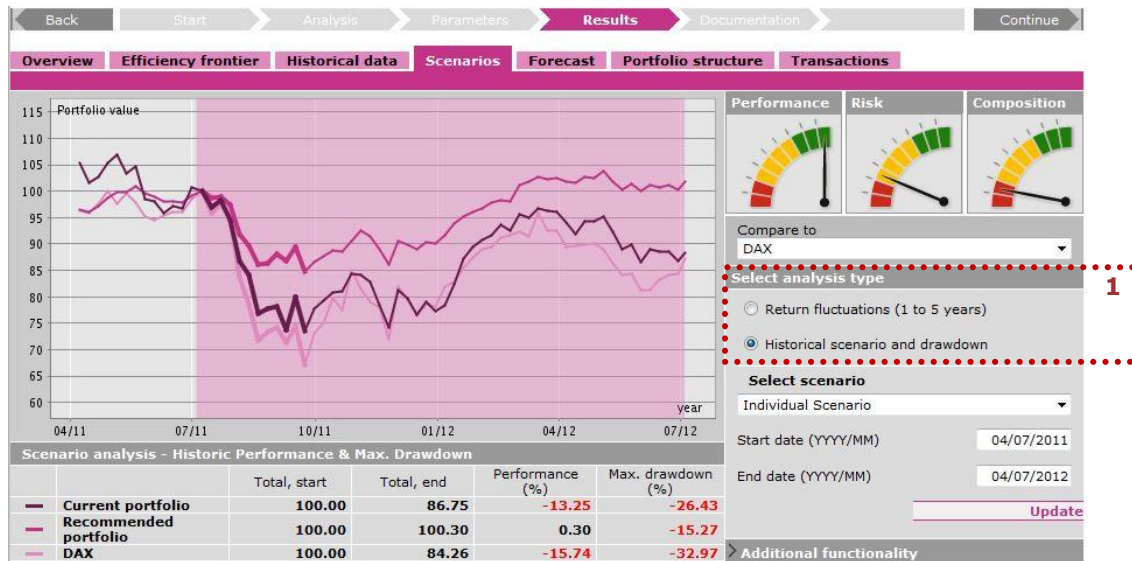 Back Start Analysis Parameters Results Documentation Continue
Overview Efficiency frontier Historical data Scenarios Forecast Portfolio structure Transactions
Portfolio value
115
110
105
100
95
90
85
80
75
70
65
60
year
04/11 07/11 10/11 01/12 04/12 07/12
Performance Risk Composition
Compare to
DAX
Select analysis type
1
Return fluctuations (1 to 5 years)
Historical scenario and drawdown
Select scenario
Individual Scenario
Start date (YYYY/MM) 04/07/2011
End date (YYYY/MM) 04/07/2012
Update
Additional functionality
Scenario analysis - Historic Performance & Max. Drawdown
Total, start Total, end Performance (%) Max. drawdown (%)
Current portfolio 100.00 86.75 -13.25 -26.43
Recommended
portfolio 100.00 100.30 0.30 -15.27
DAX 100.00 84.26 -15.74 -32.97